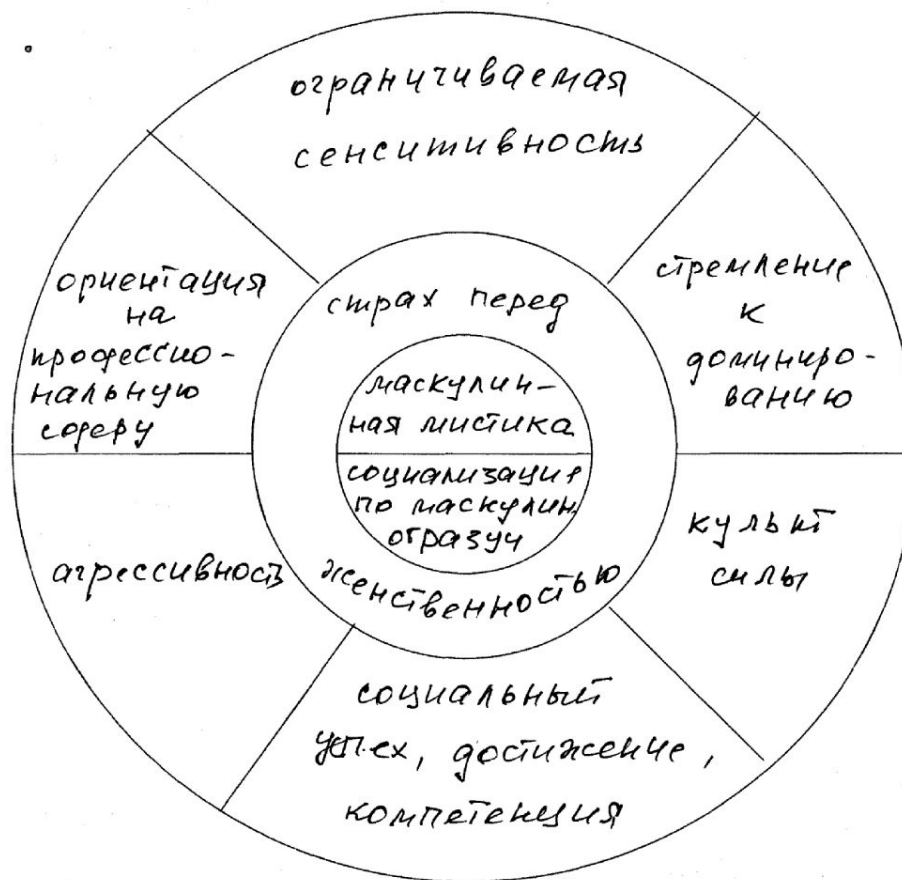 ограничиваемая
сенситивность
ориентация
на
профессио-
нальную
сферу
стремление
к
доминиро-
ванию
страх перед
маскулин-
ная мистика
социализация
по маскулин.
образцу
женственностью
агрессивность
культ
силы
социальный
успех, достижение,
компетенция